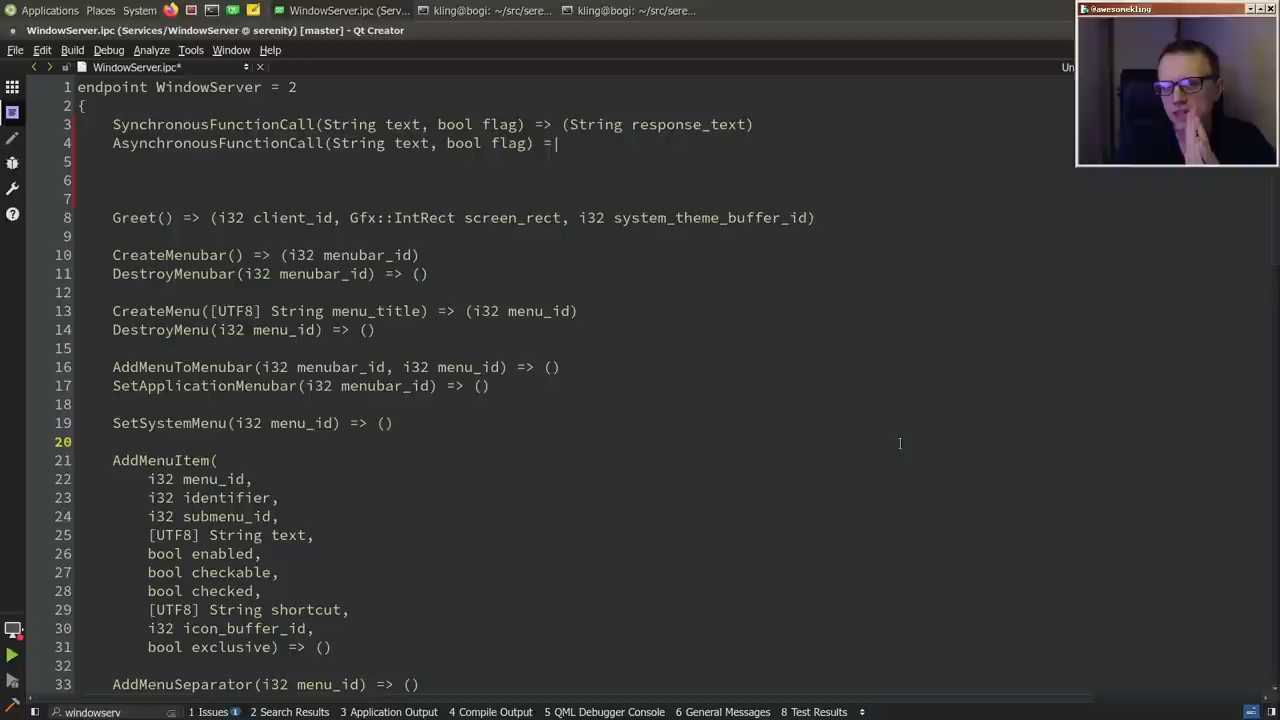 Applications Places System WindowServer.ipc (Serv... kling@bogi: ~/src/sere... kling@bogi: ~/src/sere...
@awesomekling
WindowServer.ipc (Services/WindowServer @ serenity) [master] - Qt Creator
File Edit Build Debug Analyze Tools Window Help
WindowServer.ipc* Un
1 endpoint WindowServer = 2
2 {
3 SynchronousFunctionCall(String text, bool flag) => (String response_text)
4 AsynchronousFunctionCall(String text, bool flag) =
5
6
7
8 Greet() => (i32 client_id, Gfx::IntRect screen_rect, i32 system_theme_buffer_id)
9
10 CreateMenubar() => (i32 menubar_id)
11 DestroyMenubar(i32 menubar_id) => ()
12
13 CreateMenu([UTF8] String menu_title) => (i32 menu_id)
14 DestroyMenu(i32 menu_id) => ()
15
16 AddMenuToMenubar(i32 menubar_id, i32 menu_id) => ()
17 SetApplicationMenubar(i32 menubar_id) => ()
18
19 SetSystemMenu(i32 menu_id) => ()
20
21 AddMenuItem(
22 i32 menu_id,
23 i32 identifier,
24 i32 submenu_id,
25 [UTF8] String text,
26 bool enabled,
27 bool checkable,
28 bool checked,
29 [UTF8] String shortcut,
30 i32 icon_buffer_id,
31 bool exclusive) => ()
32
33 AddMenuSeparator(i32 menu_id) => ()
windowserv 1 Issues 1 2 Search Results 3 Application Output 4 Compile Output 5 QML Debugger Console 6 General Messages 8 Test Results